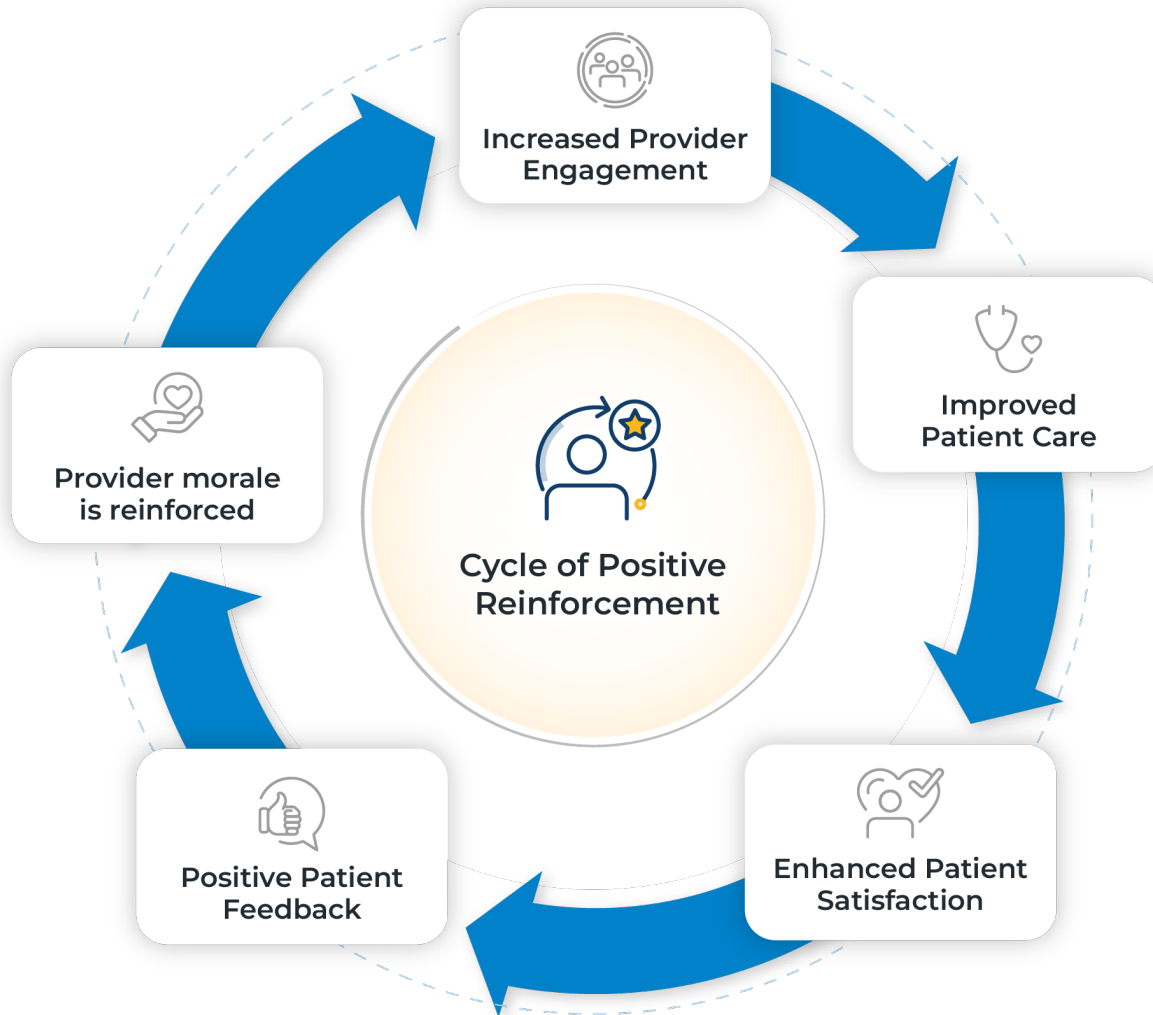 Increased Provider
Engagement
Improved
Patient Care
Enhanced Patient
Satisfaction
Positive Patient
Feedback
Provider morale
is reinforced
Cycle of Positive
Reinforcement